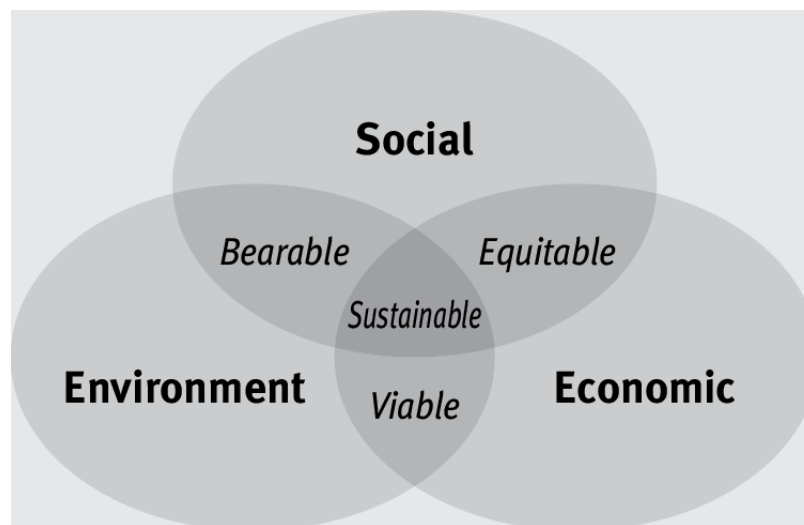 Social
Bearable
Equitable
Sustainable
Environment
Viable
Economic